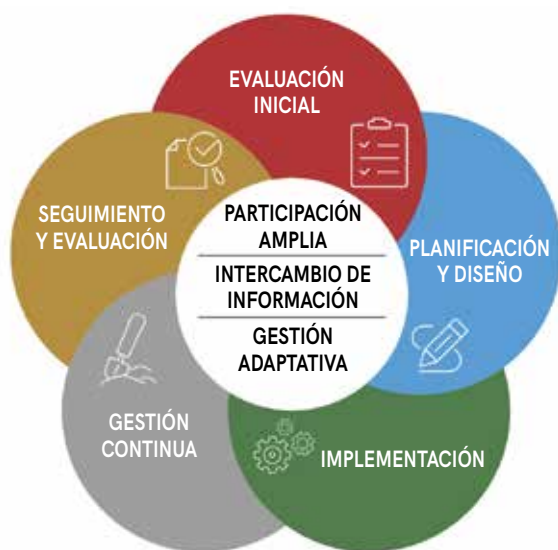 EVALUACIÓN
INICIAL
PLANIFICACIÓN
Y DISEÑO
IMPLEMENTACIÓN
GESTIÓN
CONTINUA
SEGUIMIENTO
Y EVALUACIÓN
PARTICIPACIÓN
AMPLIA
INTERCAMBIO DE
INFORMACIÓN
GESTIÓN
ADAPTATIVA